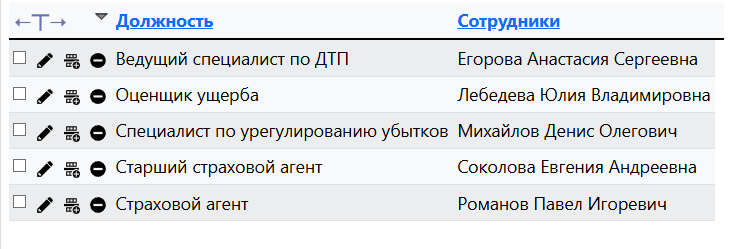 Должность Сотрудники
Ведущий специалист по ДТП Егорова Анастасия Сергеевна
Оценщик ущерба Лебедева Юлия Владимировна
Специалист по урегулированию убытков Михайлов Денис Олегович
Старший страховой агент Соколова Евгения Андреевна
Страховой агент Романов Павел Игоревич